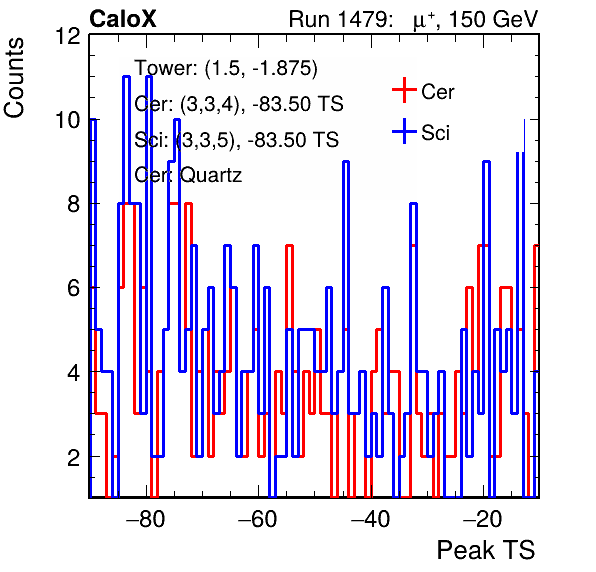 CaloX Run 1479: μ⁺, 150 GeV
Counts
12
10
8
6
4
2
Tower: (1.5, -1.875)
Cer: (3,3,4), -83.50 TS
Sci: (3,3,5), -83.50 TS
Cer: Quartz
Cer
Sci
−80 −60 −40 −20
Peak TS